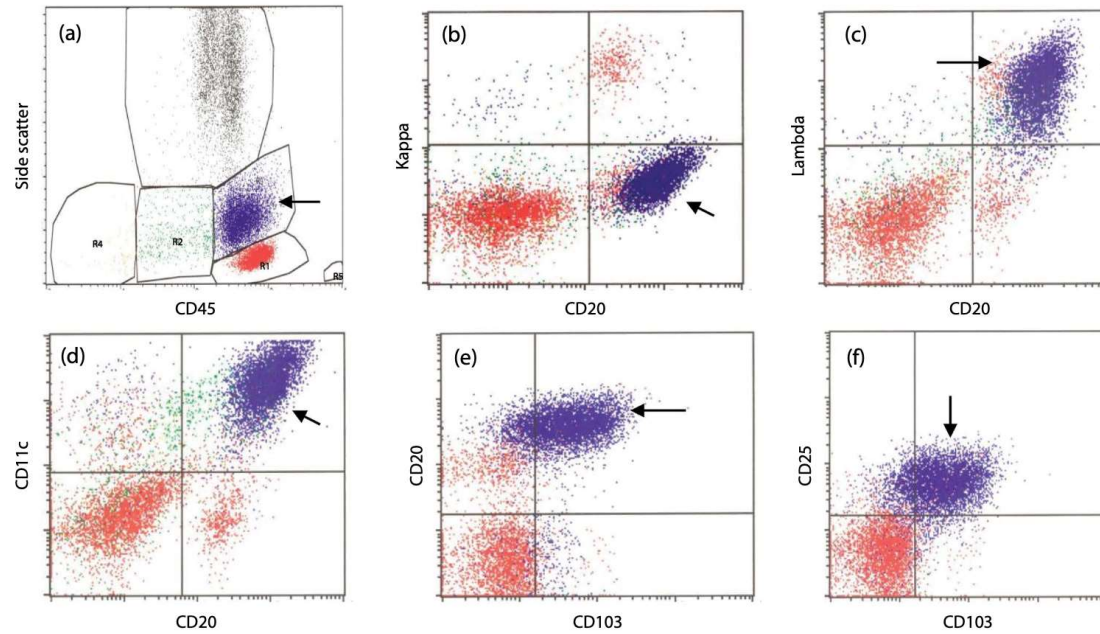 (a)
Side scatter
R4
R2
R1
R5
CD45
(b)
Kappa
CD20
(c)
Lambda
CD20
(d)
CD11c
CD20
(e)
CD20
CD103
(f)
CD25
CD103